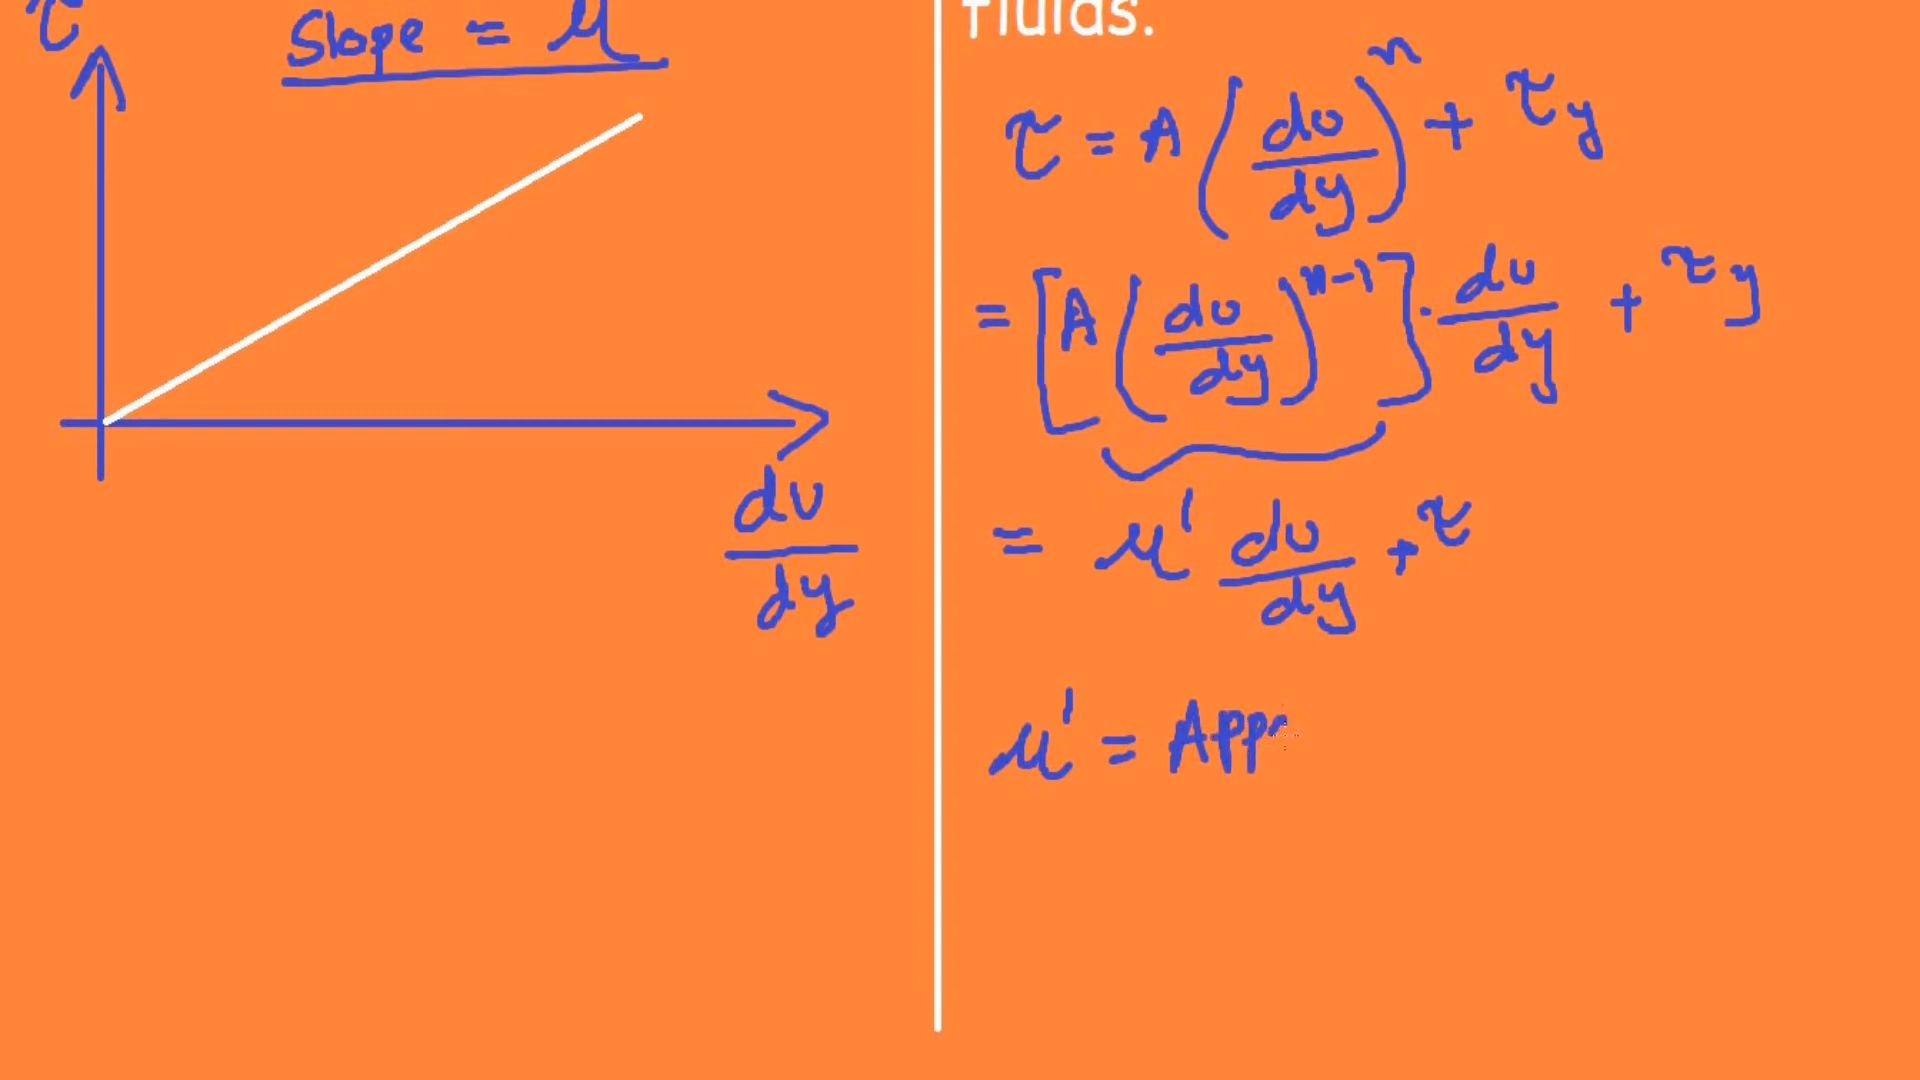 τ
Slope = μ
du
dy
fluids.
τ = A (du/dy)^n + τy
= [A (du/dy)^n-1] · du/dy + τy
= μ' du/dy + τ
μ' = App